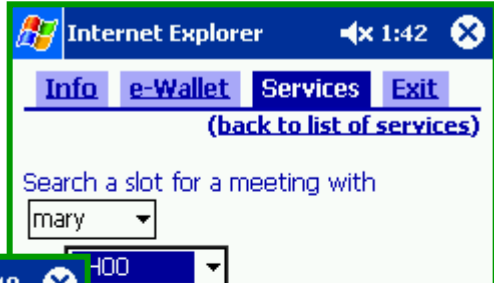 Internet Explorer 1:42
Info e-Wallet Services Exit
(back to list of services)
Search a slot for a meeting with
mary